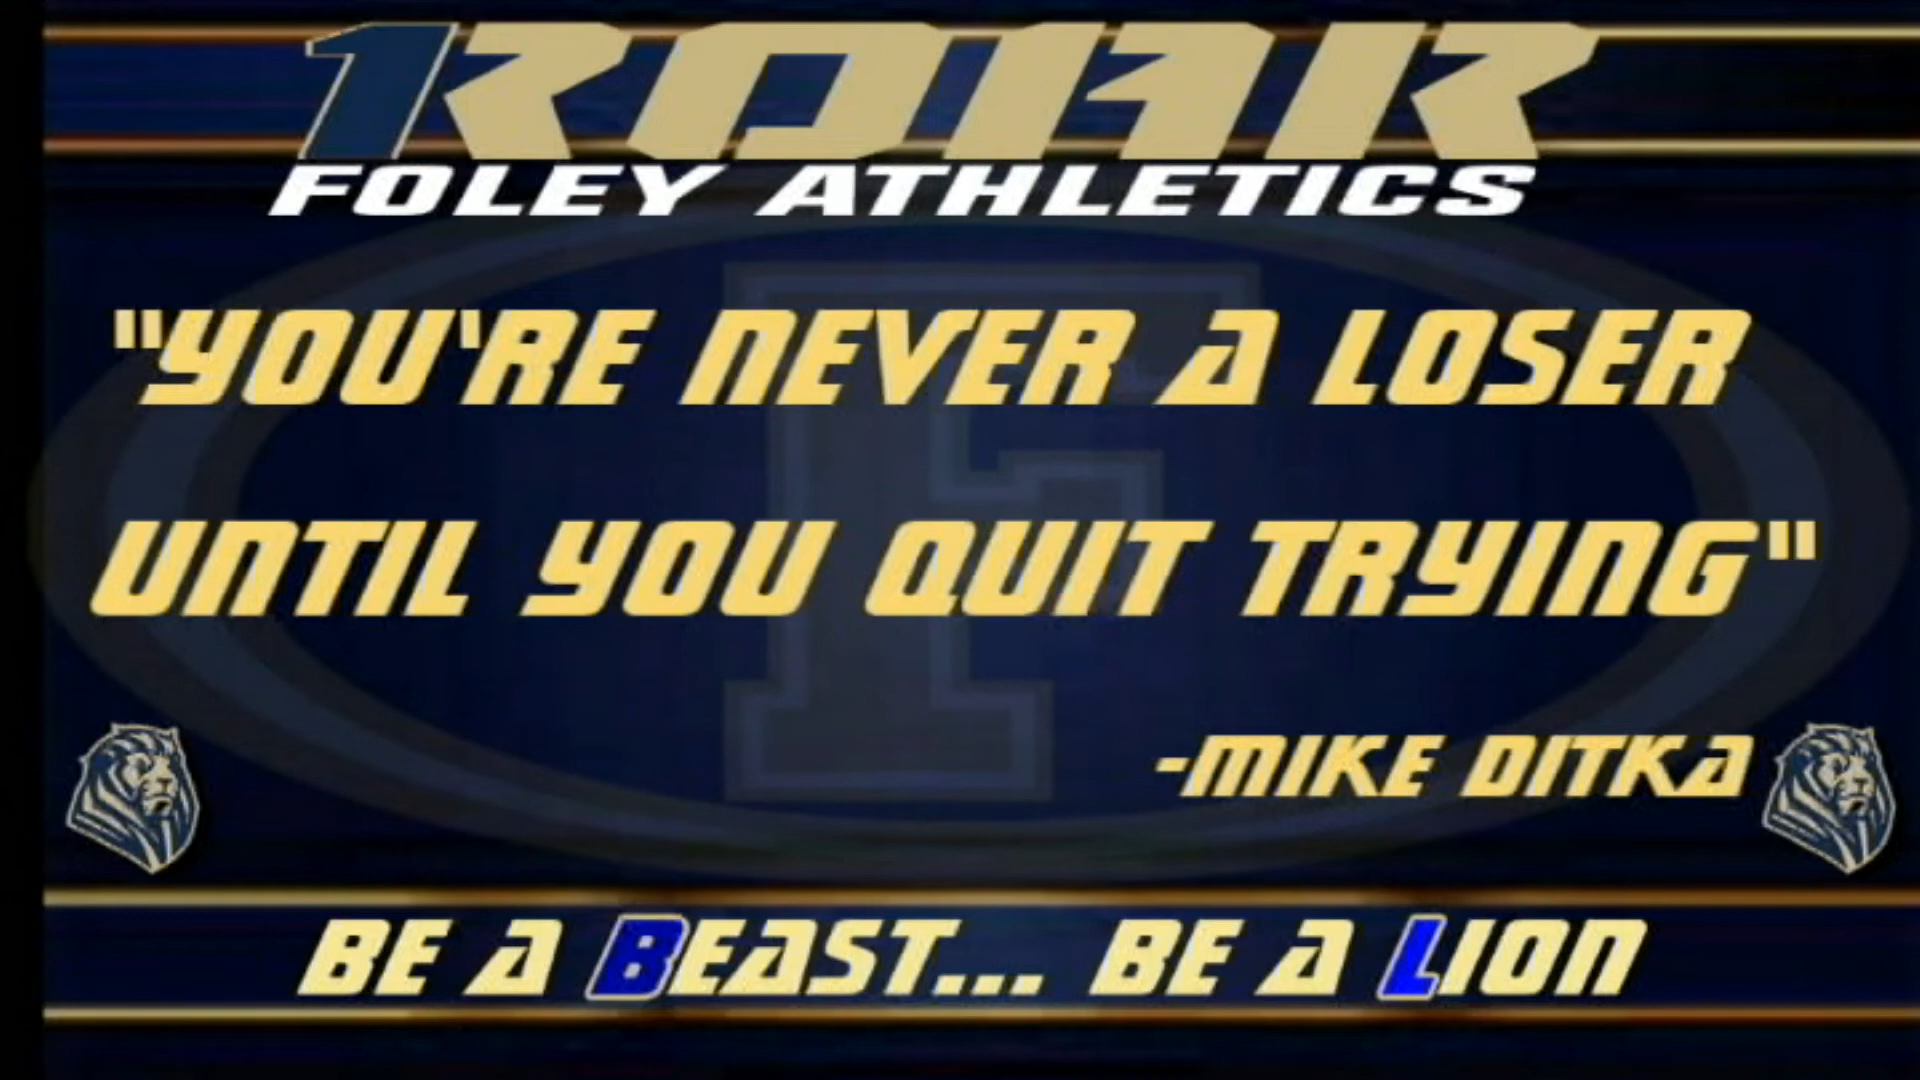 1ROAR
FOLEY ATHLETICS
"YOU'RE NEVER A LOSER
UNTIL YOU QUIT TRYING"
-MIKE DITKA
F
BE A BEAST... BE A LION